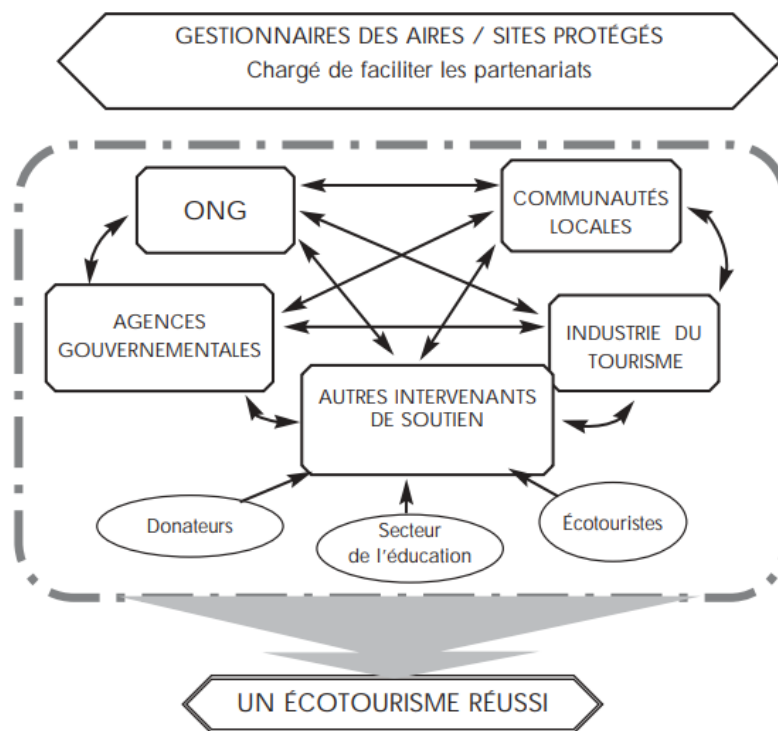 GESTIONNAIRES DES AIRES / SITES PROTÉGÉS
Chargé de faciliter les partenariats
ONG
COMMUNAUTÉS
LOCALES
AGENCES
GOUVERNEMENTALES
INDUSTRIE DU
TOURISME
AUTRES INTERVENANTS
DE SOUTIEN
Donateurs
Secteur
de l'éducation
Écotouristes
UN ÉCOTOURISME RÉUSSI